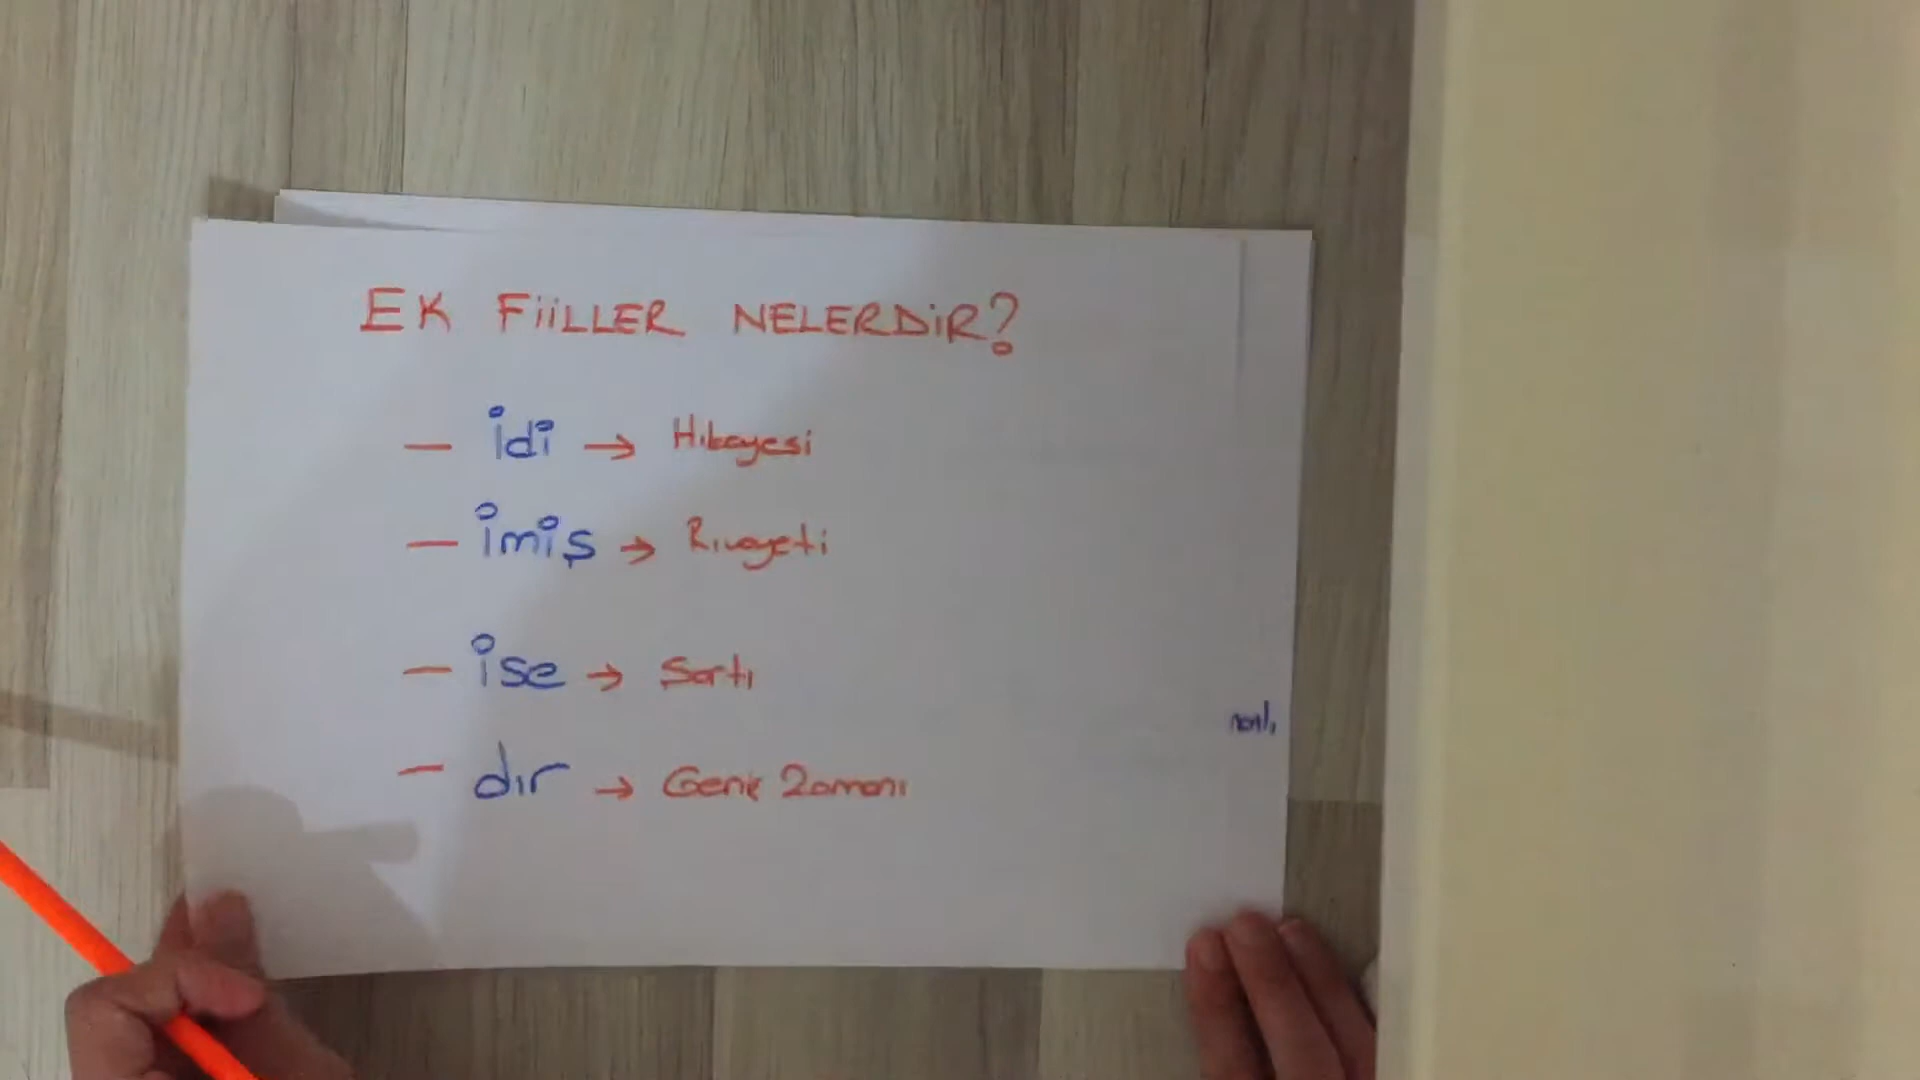 EK FİİLLER NELERDİR?
— idi → Hikayesi
— imiş → Rivayeti
— ise → Şartı
— dır → Geniş Zamanı